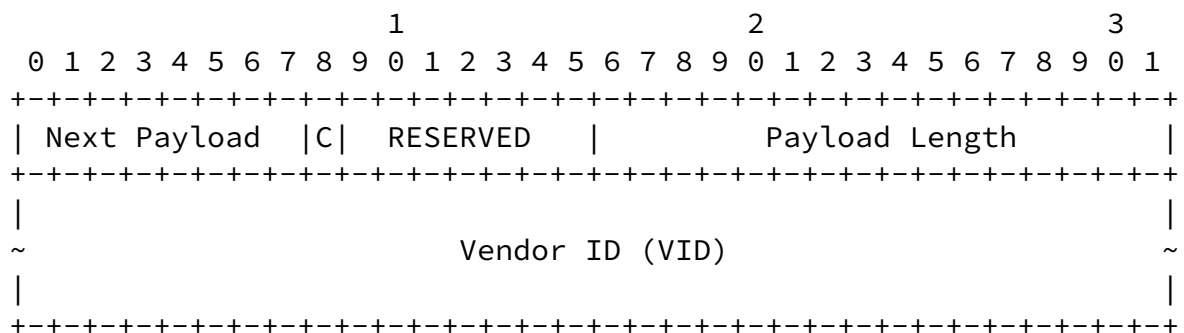 1                   2                   3
 0 1 2 3 4 5 6 7 8 9 0 1 2 3 4 5 6 7 8 9 0 1 2 3 4 5 6 7 8 9 0 1
+-+-+-+-+-+-+-+-+-+-+-+-+-+-+-+-+-+-+-+-+-+-+-+-+-+-+-+-+-+-+-+-+
| Next Payload  |C|  RESERVED   |         Payload Length        |
+-+-+-+-+-+-+-+-+-+-+-+-+-+-+-+-+-+-+-+-+-+-+-+-+-+-+-+-+-+-+-+-+
|                                                               |
~                        Vendor ID (VID)                        ~
|                                                               |
+-+-+-+-+-+-+-+-+-+-+-+-+-+-+-+-+-+-+-+-+-+-+-+-+-+-+-+-+-+-+-+-+